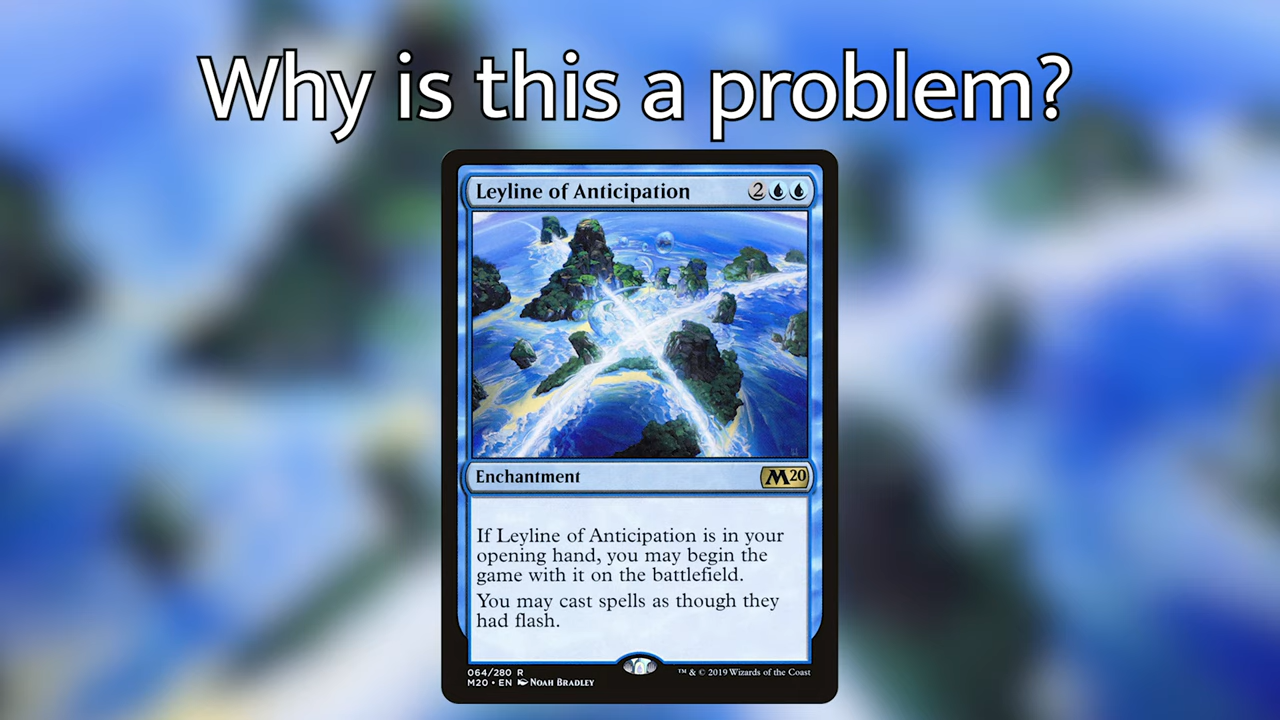 Why is this a problem?
Leyline of Anticipation 2
Enchantment M20
If Leyline of Anticipation is in your
opening hand, you may begin the
game with it on the battlefield.
You may cast spells as though they
had flash.
064/280 R
M20 • EN Noah Bradley
™ & © 2019 Wizards of the Coast